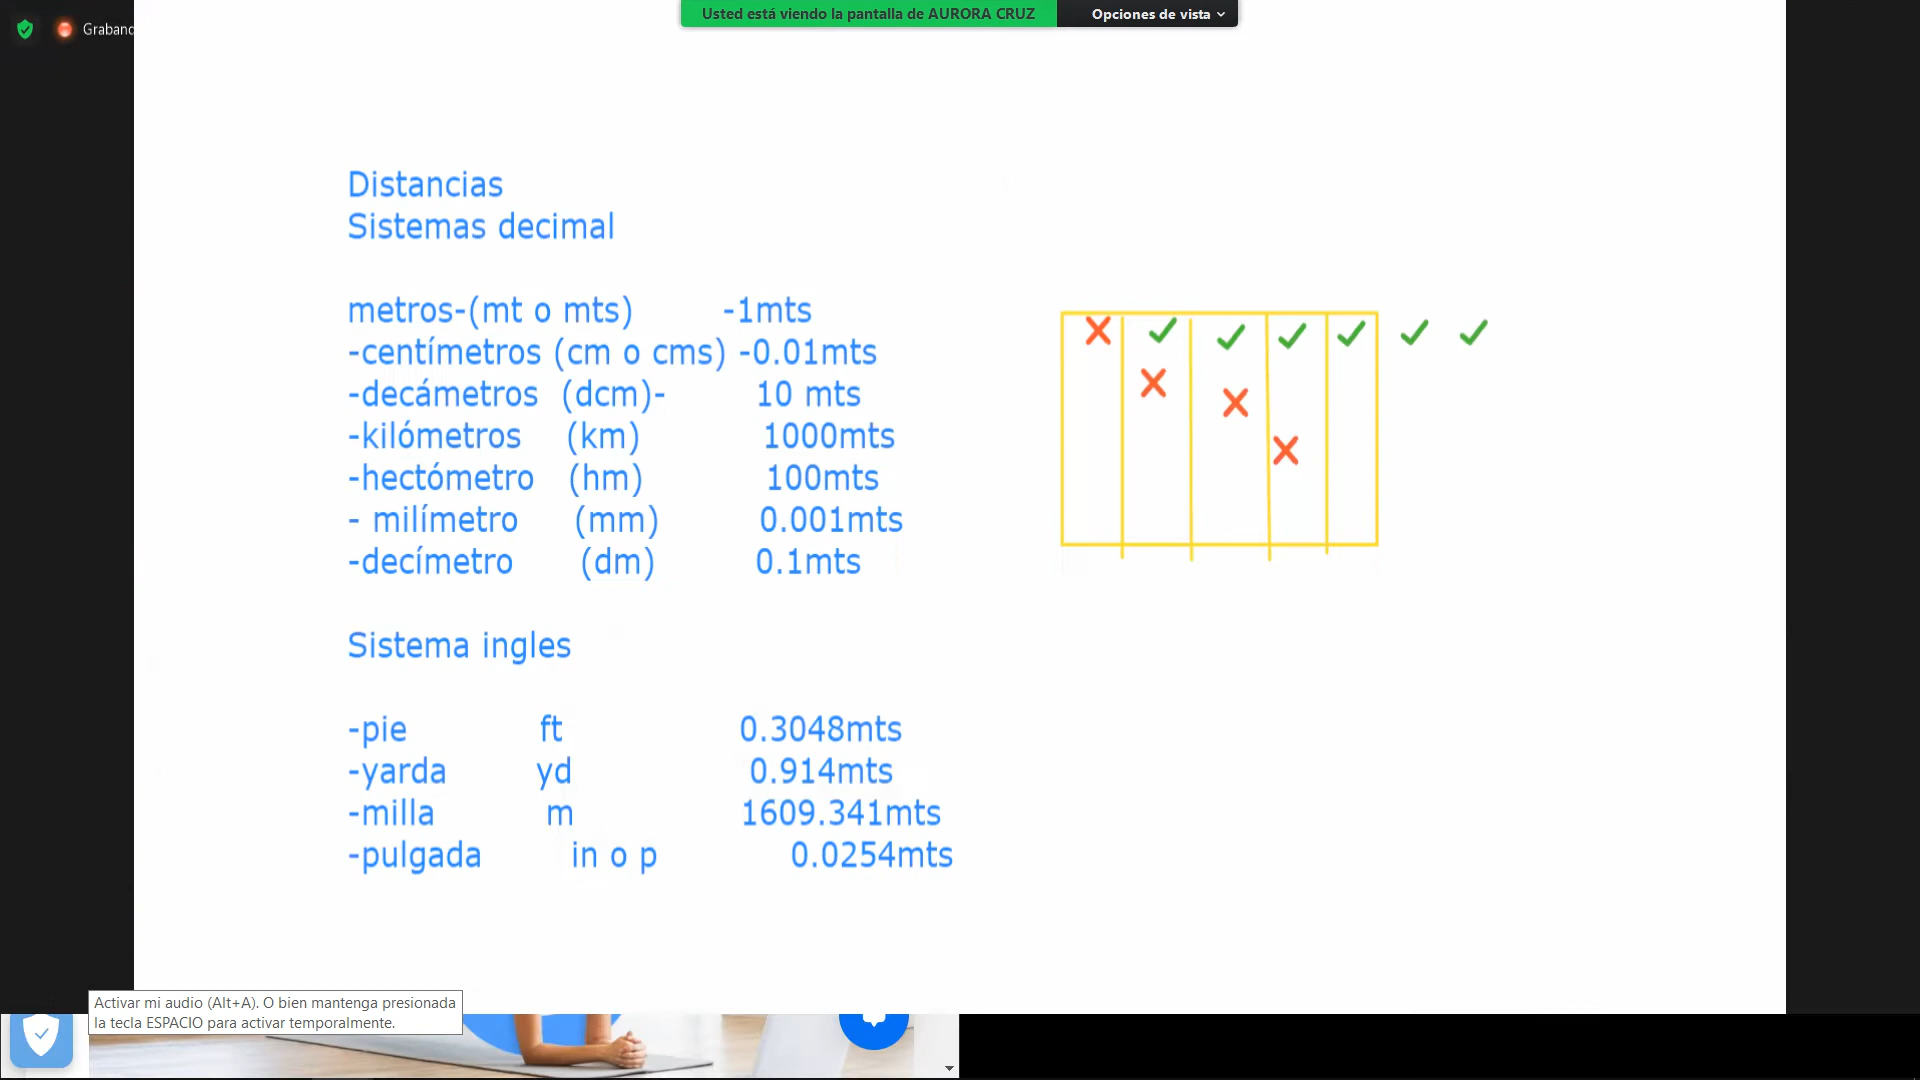 Usted está viendo la pantalla de AURORA CRUZ
Opciones de vista
Graband
Distancias
Sistemas decimal
metros-(mt o mts) -1mts
-centímetros (cm o cms) -0.01mts
-decámetros (dcm)- 10 mts
-kilómetros (km) 1000mts
-hectómetro (hm) 100mts
- milímetro (mm) 0.001mts
-decímetro (dm) 0.1mts
Sistema ingles
-pie ft 0.3048mts
-yarda yd 0.914mts
-milla m 1609.341mts
-pulgada in o p 0.0254mts
Activar mi audio (Alt+A). O bien mantenga presionada
la tecla ESPACIO para activar temporalmente.